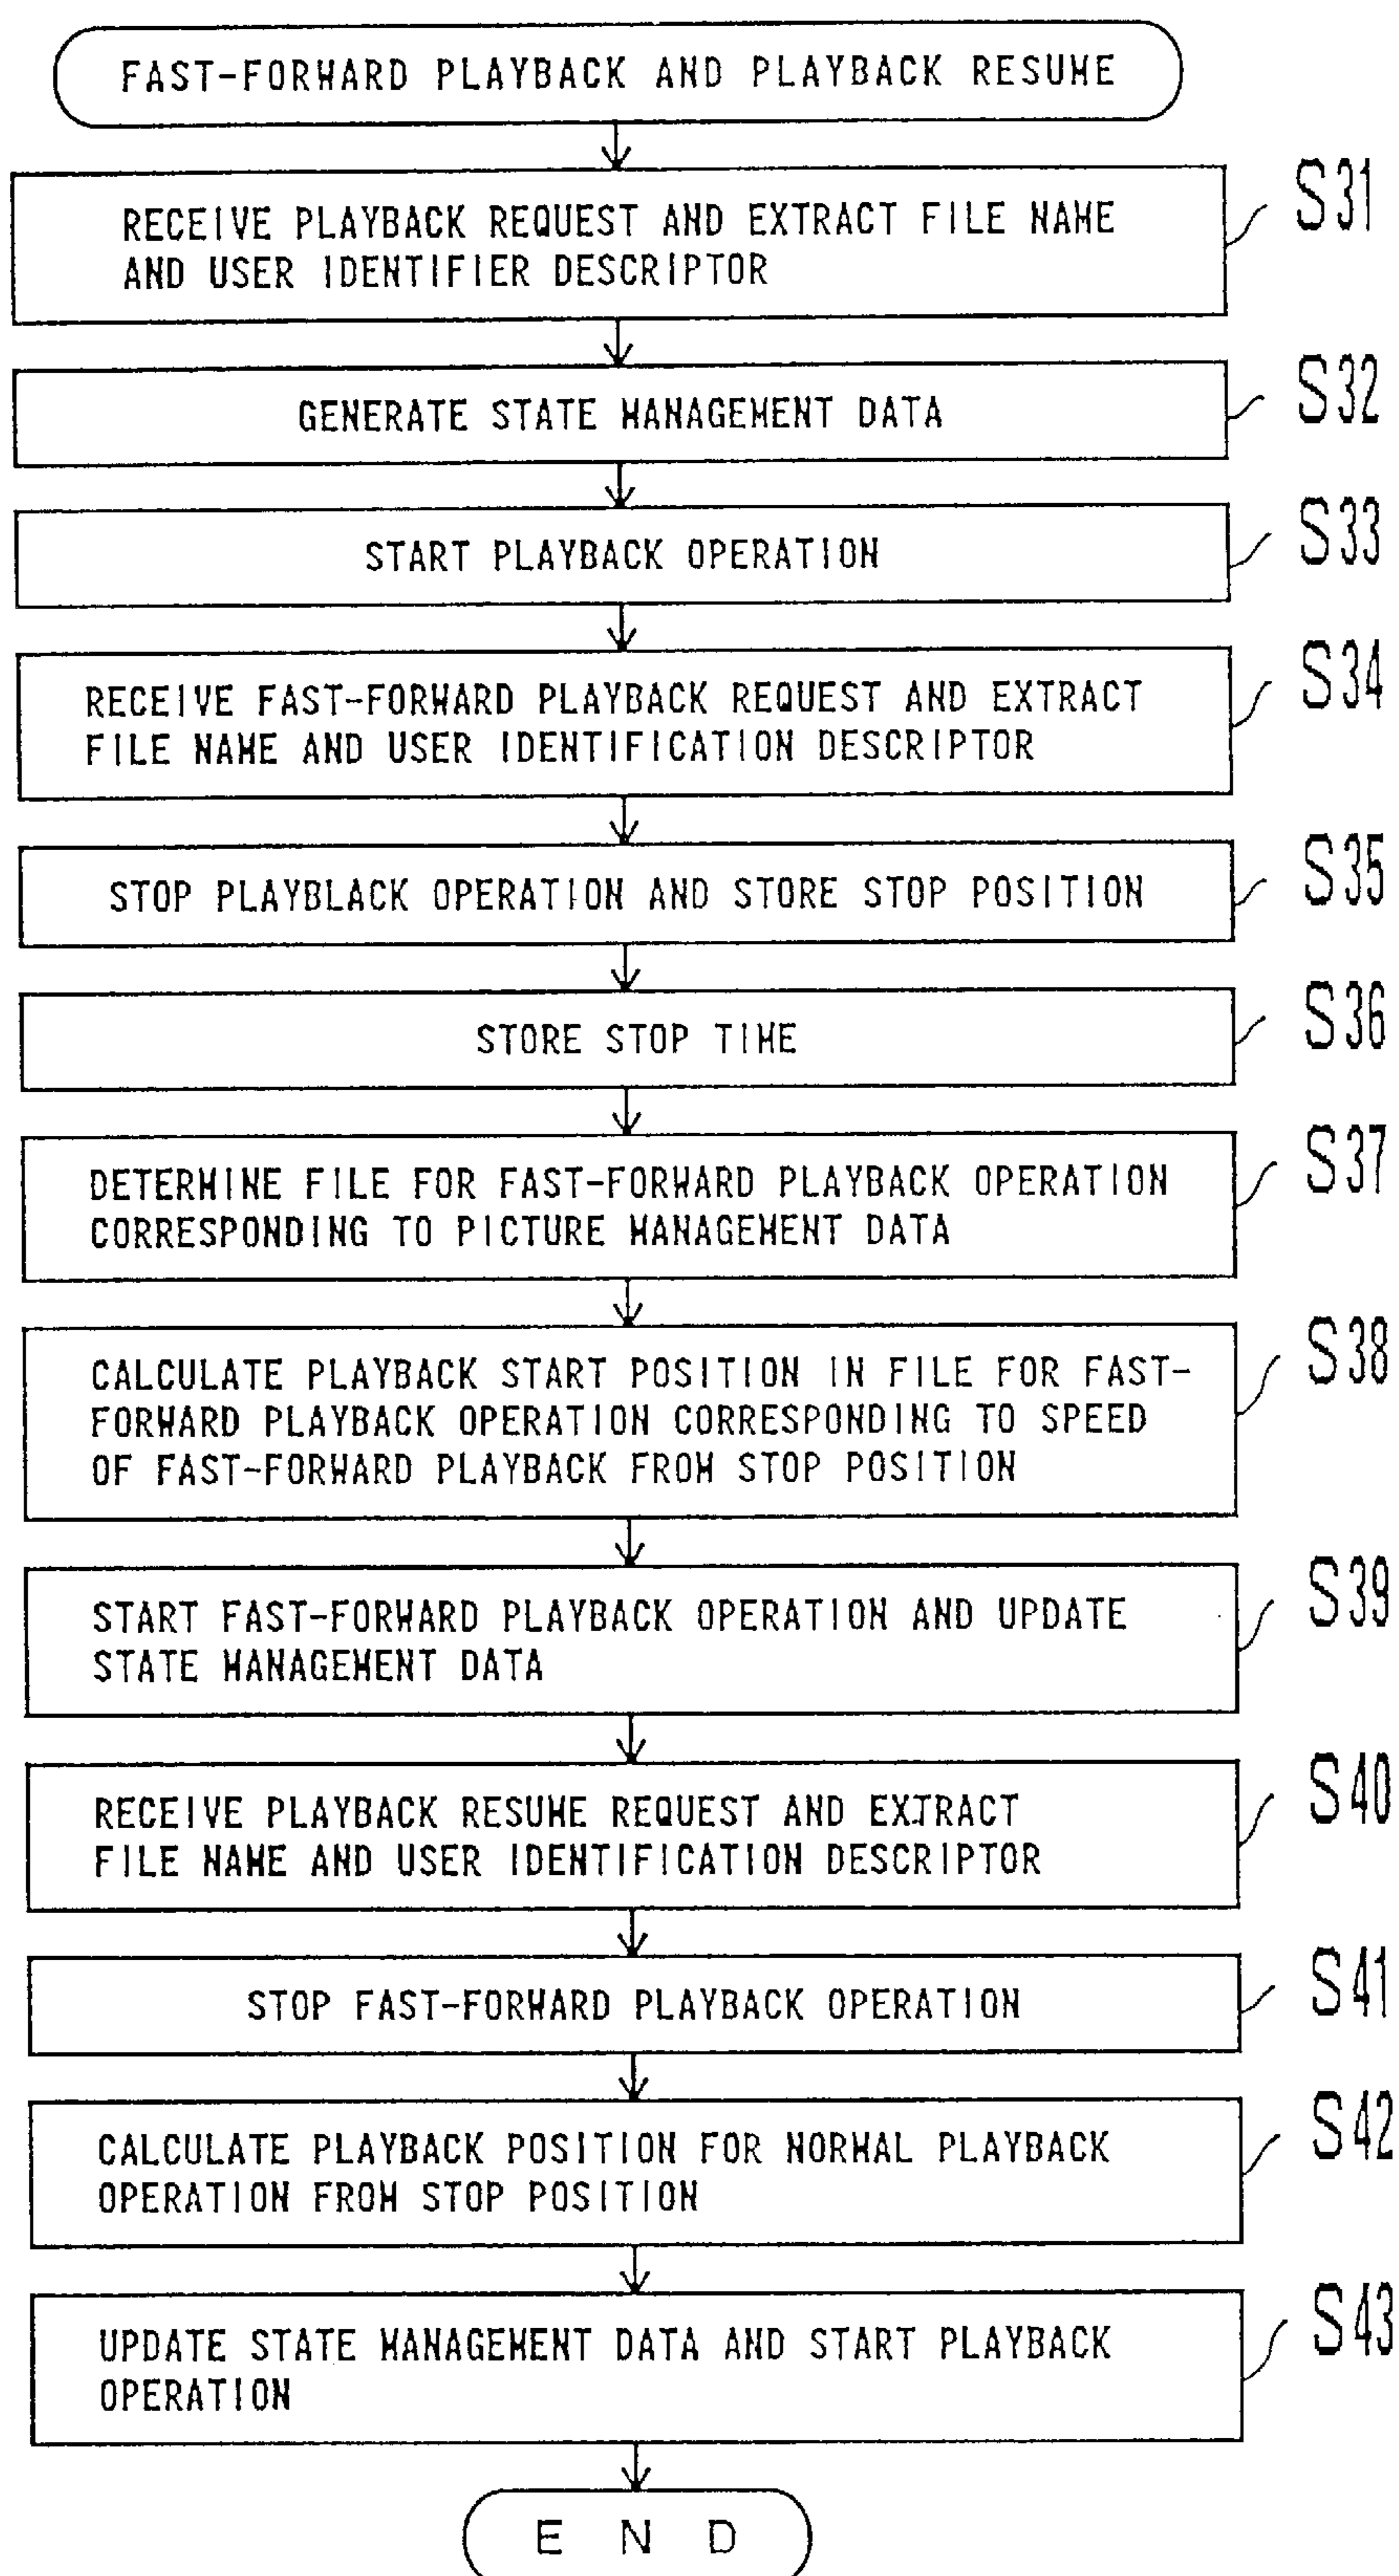 FAST-FORWARD PLAYBACK AND PLAYBACK RESUME
RECEIVE PLAYBACK REQUEST AND EXTRACT FILE NAME
AND USER IDENTIFIER DESCRIPTOR
S31
GENERATE STATE MANAGEMENT DATA
S32
START PLAYBACK OPERATION
S33
RECEIVE FAST-FORWARD PLAYBACK REQUEST AND EXTRACT
FILE NAME AND USER IDENTIFICATION DESCRIPTOR
S34
STOP PLAYBLACK OPERATION AND STORE STOP POSITION
S35
STORE STOP TIME
S36
DETERMINE FILE FOR FAST-FORWARD PLAYBACK OPERATION
CORRESPONDING TO PICTURE MANAGEMENT DATA
S37
CALCULATE PLAYBACK START POSITION IN FILE FOR FAST-
FORWARD PLAYBACK OPERATION CORRESPONDING TO SPEED
OF FAST-FORWARD PLAYBACK FROM STOP POSITION
S38
START FAST-FORWARD PLAYBACK OPERATION AND UPDATE
STATE MANAGEMENT DATA
S39
RECEIVE PLAYBACK RESUME REQUEST AND EXTRACT
FILE NAME AND USER IDENTIFICATION DESCRIPTOR
S40
STOP FAST-FORWARD PLAYBACK OPERATION
S41
CALCULATE PLAYBACK POSITION FOR NORMAL PLAYBACK
OPERATION FROM STOP POSITION
S42
UPDATE STATE MANAGEMENT DATA AND START PLAYBACK
OPERATION
S43
END